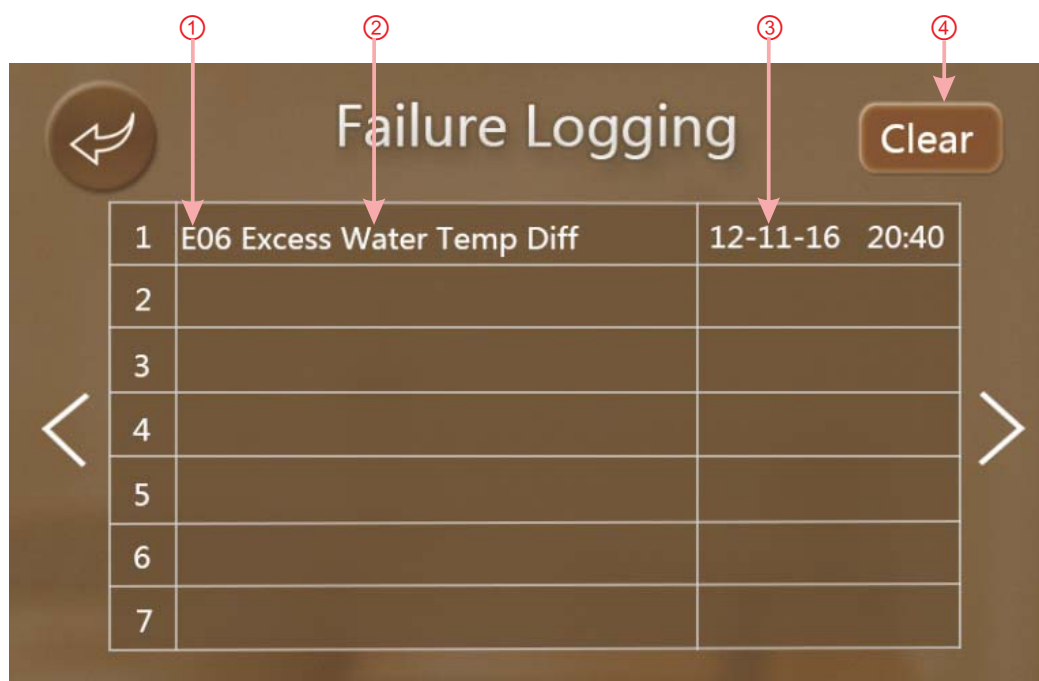 ① ② ③ ④
Failure Logging Clear
1 E06 Excess Water Temp Diff 12-11-16 20:40
2
3
4
5
6
7